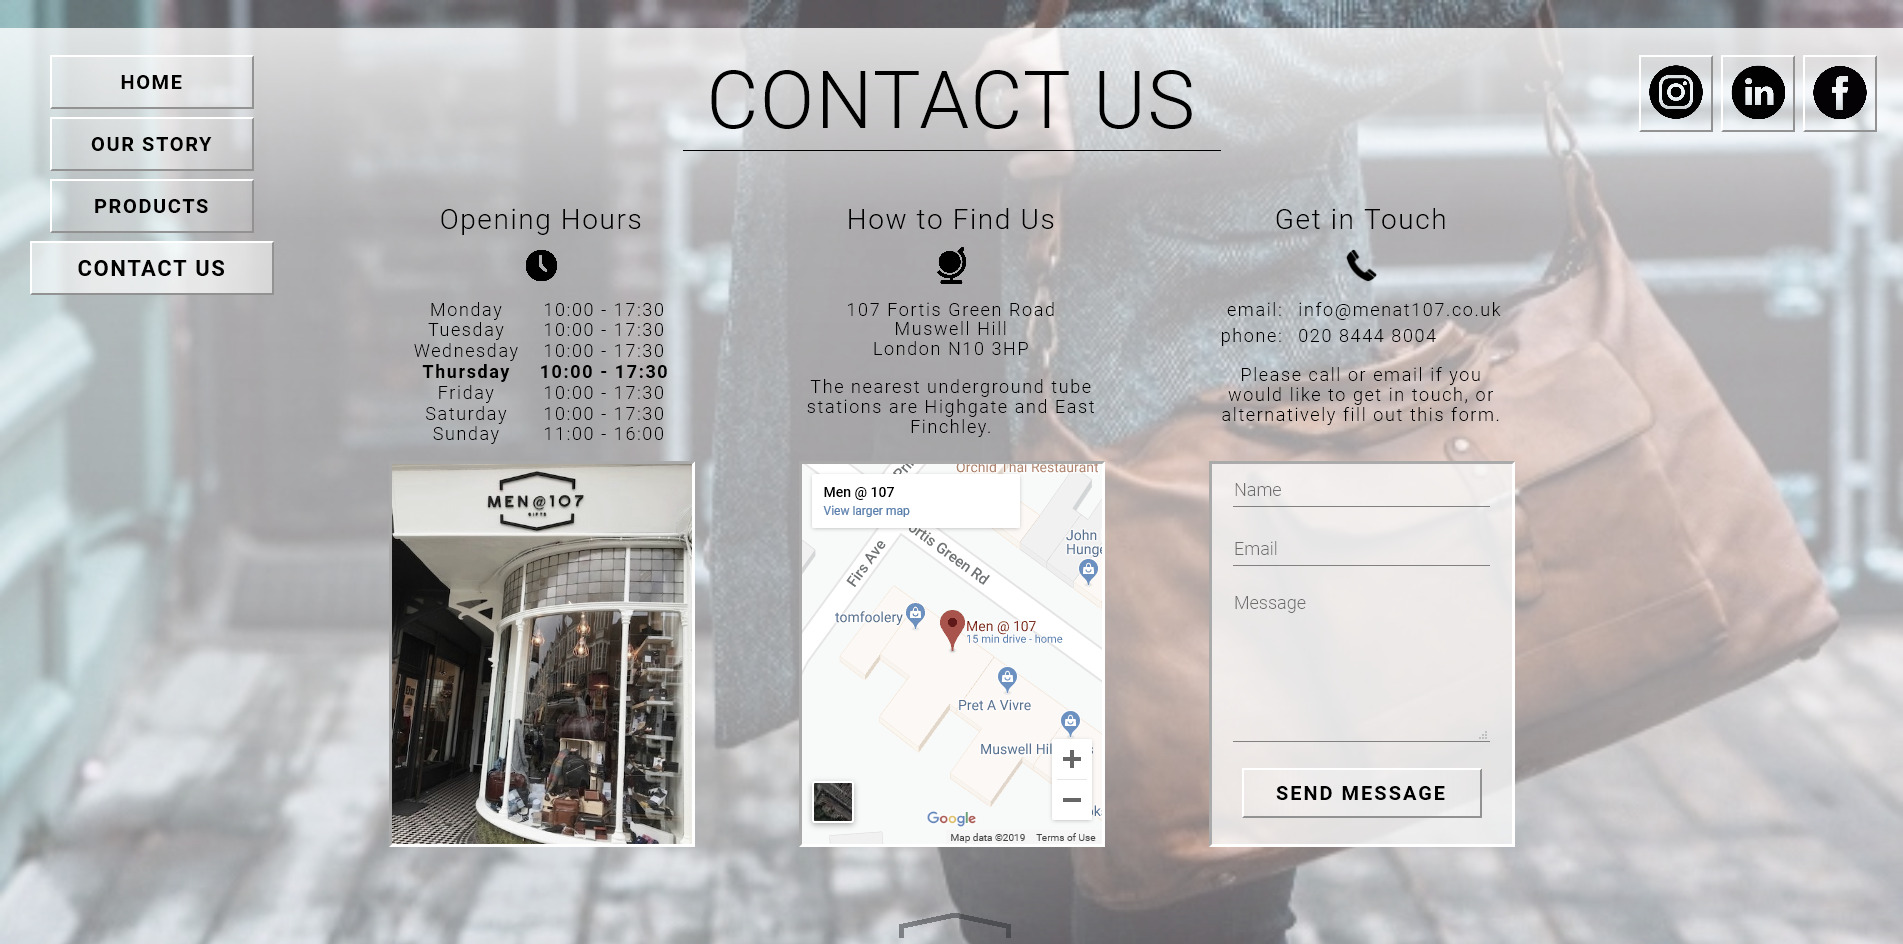 HOME
OUR STORY
PRODUCTS
CONTACT US
CONTACT US
Opening Hours
Monday 10:00 - 17:30
Tuesday 10:00 - 17:30
Wednesday 10:00 - 17:30
Thursday 10:00 - 17:30
Friday 10:00 - 17:30
Saturday 10:00 - 17:30
Sunday 11:00 - 16:00
MEN@107
GIFTS
How to Find Us
107 Fortis Green Road
Muswell Hill
London N10 3HP
The nearest underground tube
stations are Highgate and East
Finchley.
Orchid Thai Restaurant
Men @ 107
View larger map
John
Hunge
ortis Green Rd
Firs Ave
tomfoolery
Men @ 107
15 min drive - home
Pret A Vivre
Muswell Hil
Google
Map data ©2019 Terms of Use
Get in Touch
email: info@menat107.co.uk
phone: 020 8444 8004
Please call or email if you
would like to get in touch, or
alternatively fill out this form.
Name
Email
Message
SEND MESSAGE